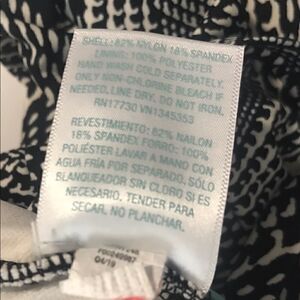 SHELL: 82% NYLON 18% SPANDEX
LINING: 100% POLYESTER
HAND WASH COLD SEPARATELY.
ONLY NON-CHLORINE BLEACH IF
NEEDED. LINE DRY. DO NOT IRON.
RN17730 VN1345353
REVESTIMIENTO: 82% NAILON
18% SPANDEX FORRO: 100%
POLIÉSTER LAVAR A MANO CON
AGUA FRÍA POR SEPARADO. SÓLO
BLANQUEADOR SIN CLORO SI ES
NECESARIO. TENDER PARA
SECAR. NO PLANCHAR.
04/19